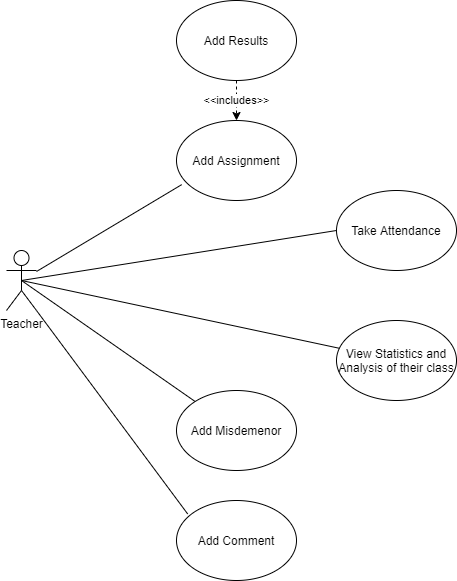 Add Results
<<includes>>
Add Assignment
Take Attendance
Teacher
View Statistics and
Analysis of their class
Add Misdemenor
Add Comment